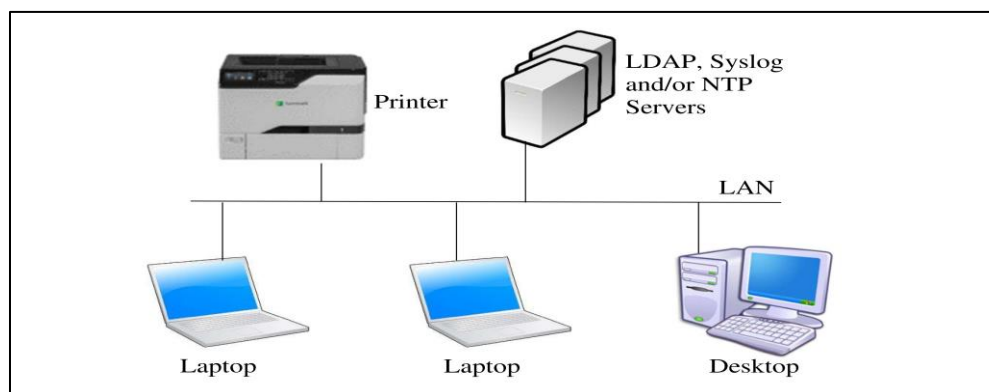 Printer
LDAP, Syslog
and/or NTP
Servers
LAN
Laptop
Laptop
Desktop